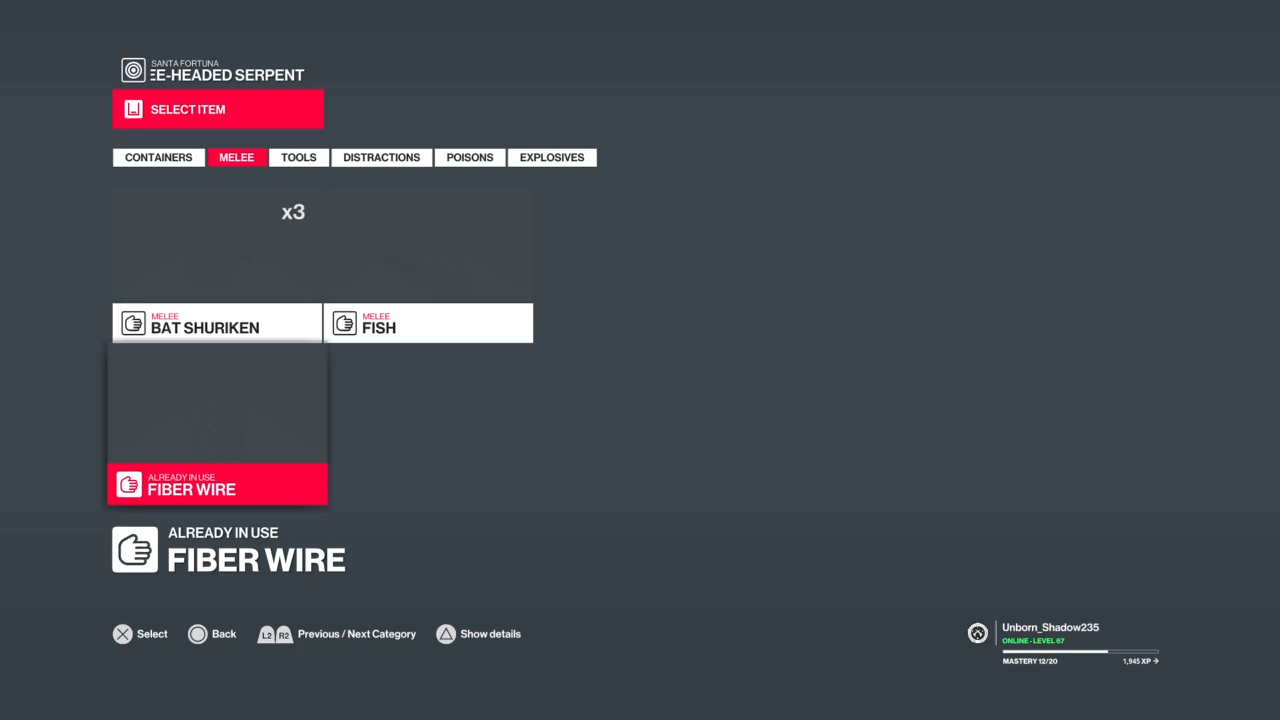 SANTA FORTUNA
E-HEADED SERPENT
SELECT ITEM
CONTAINERS MELEE TOOLS DISTRACTIONS POISONS EXPLOSIVES
x3
MELEE
BAT SHURIKEN
MELEE
FISH
ALREADY IN USE
FIBER WIRE
ALREADY IN USE
FIBER WIRE
Select Back L2 R2 Previous / Next Category Show details
Unborn_Shadow235
ONLINE - LEVEL 67
MASTERY 12/20 1,945 XP